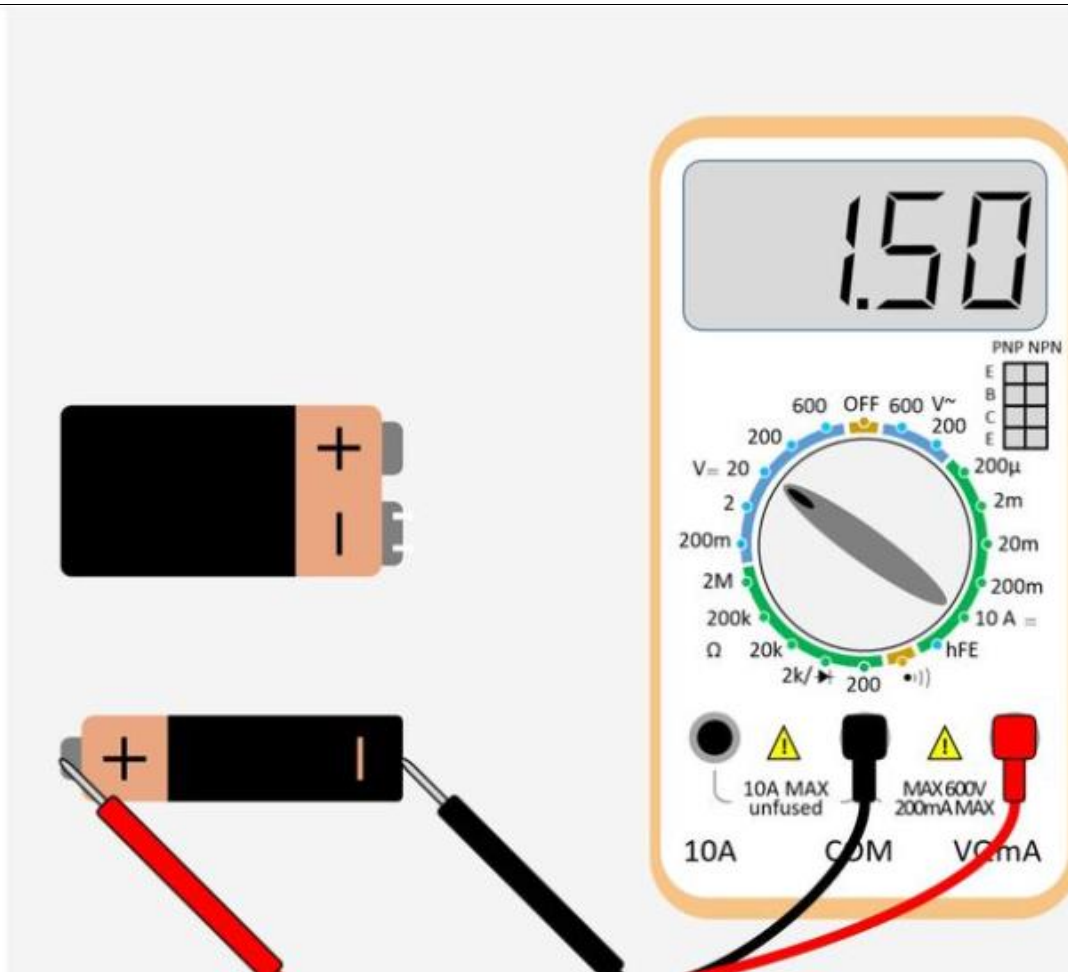 1.50
PNP NPN
E
B
C
E
600 OFF 600 V~
200 200
V= 20 200µ
2 2m
200m 20m
2M 200m
200k 10 A =
Ω 20k hFE
2k/ 200
+
-
+
-
10A MAX
unfused
MAX 600V
200mA MAX
10A COM VΩmA